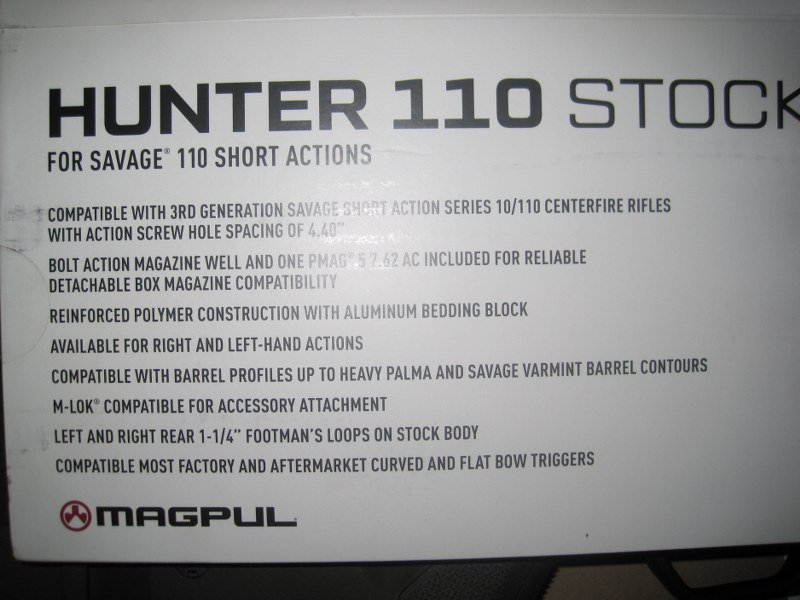 HUNTER 110 STOCK
FOR SAVAGE® 110 SHORT ACTIONS
COMPATIBLE WITH 3RD GENERATION SAVAGE SHORT ACTION SERIES 10/110 CENTERFIRE RIFLES
WITH ACTION SCREW HOLE SPACING OF 4.40"
BOLT ACTION MAGAZINE WELL AND ONE PMAG® 5 7.62 AC INCLUDED FOR RELIABLE
DETACHABLE BOX MAGAZINE COMPATIBILITY
REINFORCED POLYMER CONSTRUCTION WITH ALUMINUM BEDDING BLOCK
AVAILABLE FOR RIGHT AND LEFT-HAND ACTIONS
COMPATIBLE WITH BARREL PROFILES UP TO HEAVY PALMA AND SAVAGE VARMINT BARREL CONTOURS
M-LOK® COMPATIBLE FOR ACCESSORY ATTACHMENT
LEFT AND RIGHT REAR 1-1/4" FOOTMAN'S LOOPS ON STOCK BODY
COMPATIBLE MOST FACTORY AND AFTERMARKET CURVED AND FLAT BOW TRIGGERS
MAGPUL